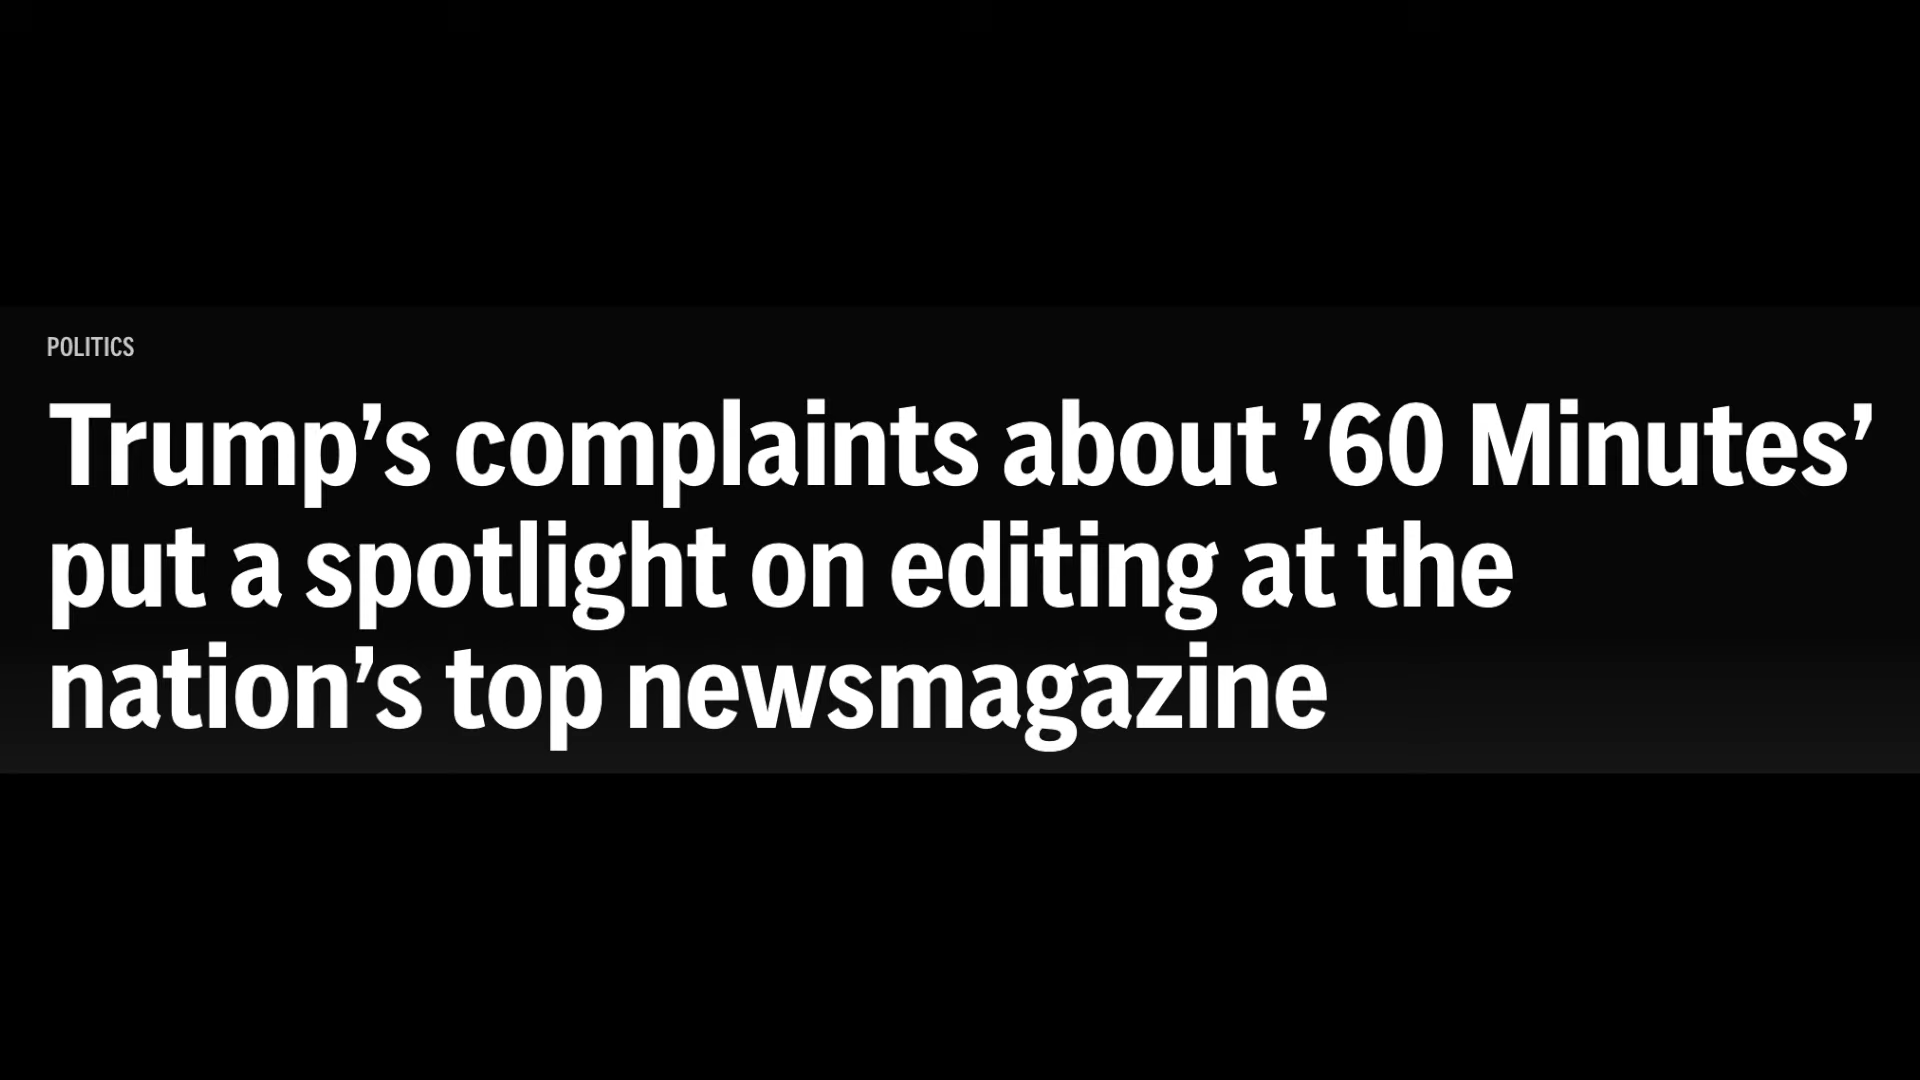 POLITICS
Trump’s complaints about ’60 Minutes’
put a spotlight on editing at the
nation’s top newsmagazine